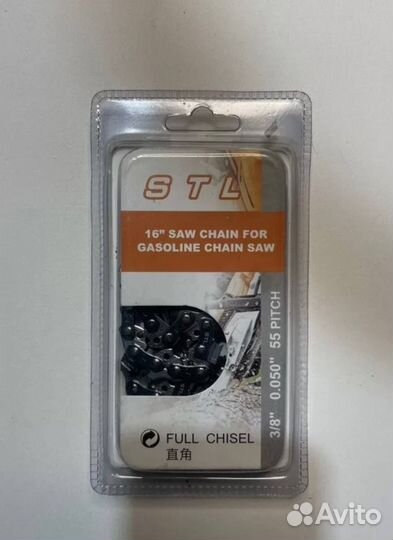 STL
16" SAW CHAIN FOR
GASOLINE CHAIN SAW
3/8" 0.050" 55 PITCH
FULL CHISEL
直角
Avito